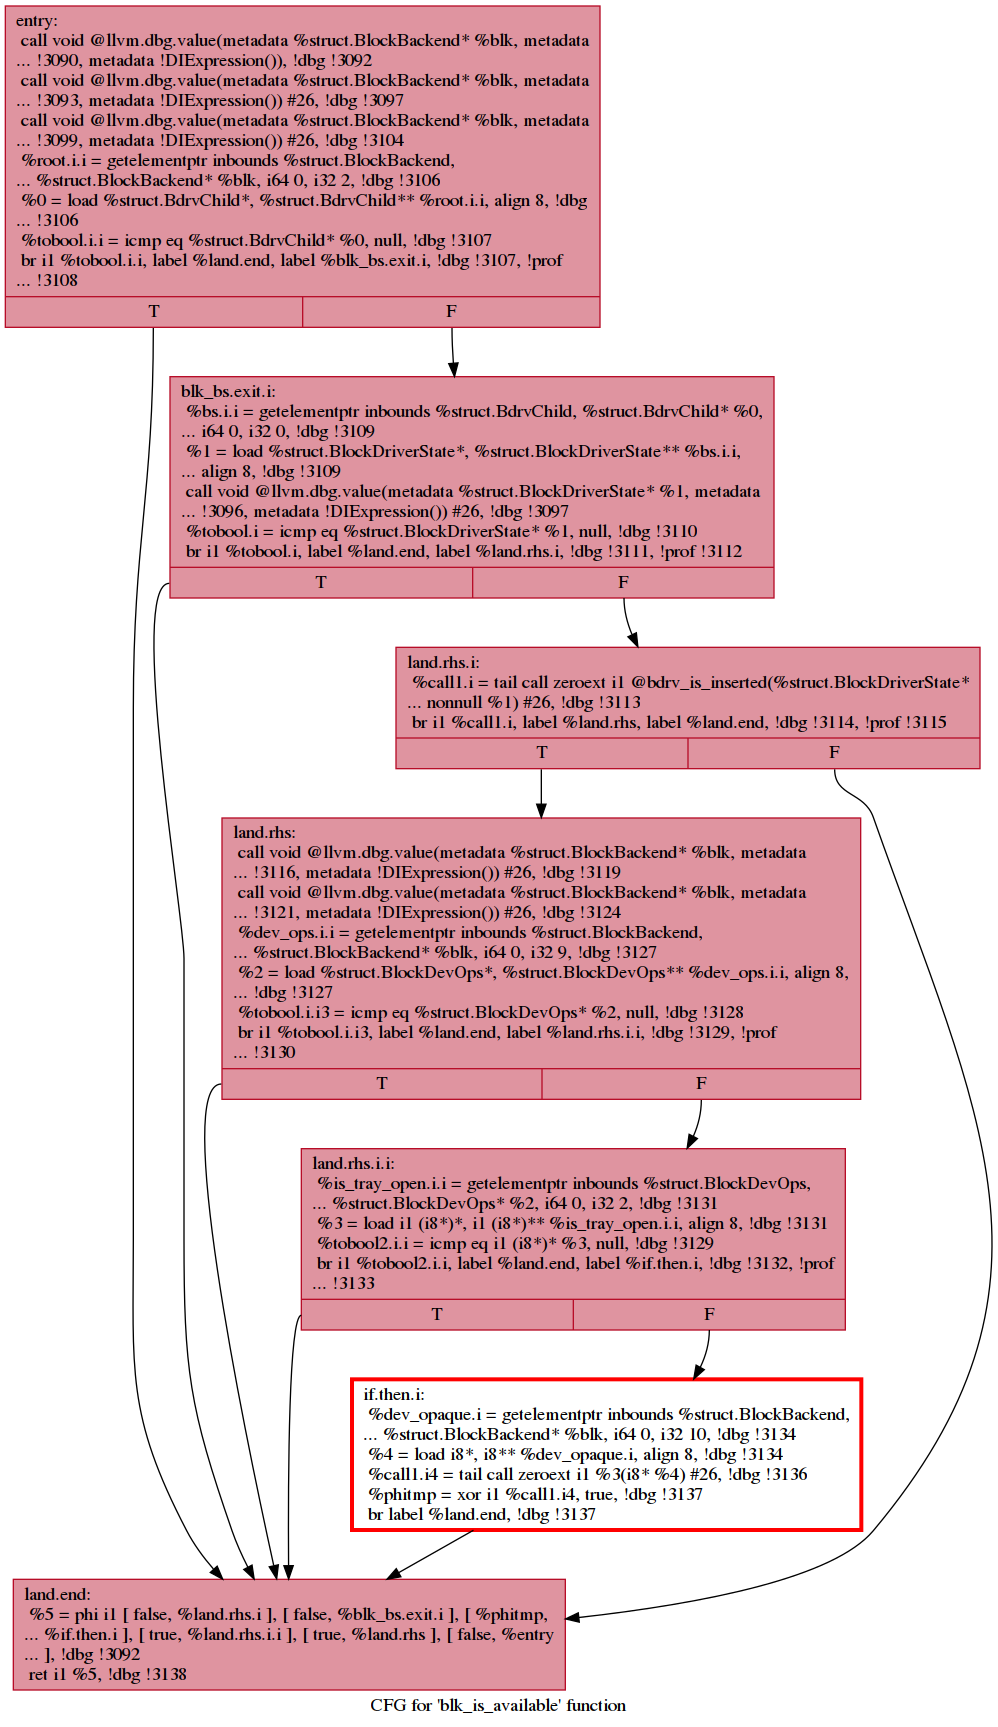 entry:
call void @llvm.dbg.value(metadata %struct.BlockBackend* %blk, metadata
... !3090, metadata !DIExpression()), !dbg !3092
call void @llvm.dbg.value(metadata %struct.BlockBackend* %blk, metadata
... !3093, metadata !DIExpression()) #26, !dbg !3097
call void @llvm.dbg.value(metadata %struct.BlockBackend* %blk, metadata
... !3099, metadata !DIExpression()) #26, !dbg !3104
%root.i.i = getelementptr inbounds %struct.BlockBackend,
... %struct.BlockBackend* %blk, i64 0, i32 2, !dbg !3106
%0 = load %struct.BdrvChild*, %struct.BdrvChild** %root.i.i, align 8, !dbg
... !3106
%tobool.i.i = icmp eq %struct.BdrvChild* %0, null, !dbg !3107
br i1 %tobool.i.i, label %land.end, label %blk_bs.exit.i, !dbg !3107, !prof
... !3108
T F
blk_bs.exit.i:
%bs.i.i = getelementptr inbounds %struct.BdrvChild, %struct.BdrvChild* %0,
... i64 0, i32 0, !dbg !3109
%1 = load %struct.BlockDriverState*, %struct.BlockDriverState** %bs.i.i,
... align 8, !dbg !3109
call void @llvm.dbg.value(metadata %struct.BlockDriverState* %1, metadata
... !3096, metadata !DIExpression()) #26, !dbg !3097
%tobool.i = icmp eq %struct.BlockDriverState* %1, null, !dbg !3110
br i1 %tobool.i, label %land.end, label %land.rhs.i, !dbg !3111, !prof !3112
T F
land.rhs.i:
%call1.i = tail call zeroext i1 @bdrv_is_inserted(%struct.BlockDriverState*
... nonnull %1) #26, !dbg !3113
br i1 %call1.i, label %land.rhs, label %land.end, !dbg !3114, !prof !3115
T F
land.rhs:
call void @llvm.dbg.value(metadata %struct.BlockBackend* %blk, metadata
... !3116, metadata !DIExpression()) #26, !dbg !3119
call void @llvm.dbg.value(metadata %struct.BlockBackend* %blk, metadata
... !3121, metadata !DIExpression()) #26, !dbg !3124
%dev_ops.i.i = getelementptr inbounds %struct.BlockBackend,
... %struct.BlockBackend* %blk, i64 0, i32 9, !dbg !3127
%2 = load %struct.BlockDevOps*, %struct.BlockDevOps** %dev_ops.i.i, align 8,
... !dbg !3127
%tobool.i.i3 = icmp eq %struct.BlockDevOps* %2, null, !dbg !3128
br i1 %tobool.i.i3, label %land.end, label %land.rhs.i.i, !dbg !3129, !prof
... !3130
T F
land.rhs.i.i:
%is_tray_open.i.i = getelementptr inbounds %struct.BlockDevOps,
... %struct.BlockDevOps* %2, i64 0, i32 2, !dbg !3131
%3 = load i1 (i8*)*, i1 (i8*)** %is_tray_open.i.i, align 8, !dbg !3131
%tobool2.i.i = icmp eq i1 (i8*)* %3, null, !dbg !3129
br i1 %tobool2.i.i, label %land.end, label %if.then.i, !dbg !3132, !prof
... !3133
T F
if.then.i:
%dev_opaque.i = getelementptr inbounds %struct.BlockBackend,
... %struct.BlockBackend* %blk, i64 0, i32 10, !dbg !3134
%4 = load i8*, i8** %dev_opaque.i, align 8, !dbg !3134
%call1.i4 = tail call zeroext i1 %3(i8* %4) #26, !dbg !3136
%phitmp = xor i1 %call1.i4, true, !dbg !3137
br label %land.end, !dbg !3137
land.end:
%5 = phi i1 [ false, %land.rhs.i ], [ false, %blk_bs.exit.i ], [ %phitmp,
... %if.then.i ], [ true, %land.rhs.i.i ], [ true, %land.rhs ], [ false, %entry
... ], !dbg !3092
ret i1 %5, !dbg !3138
CFG for 'blk_is_available' function